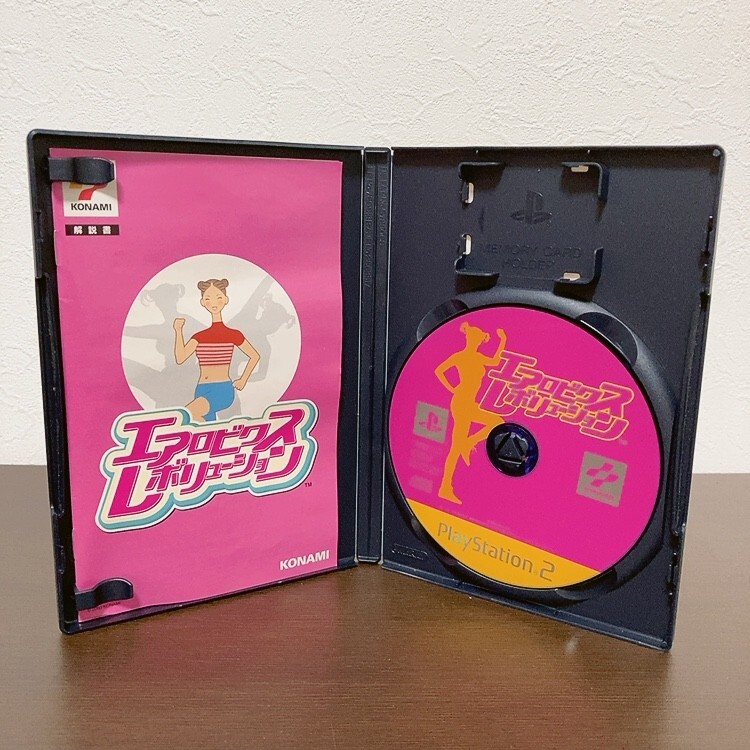 KONAMI
解説書
エアロビクス
レボリューション
TM
KONAMI
MEMORY CARD
HOLDER
エアロビクス
レボリューション
TM
PlayStation 2